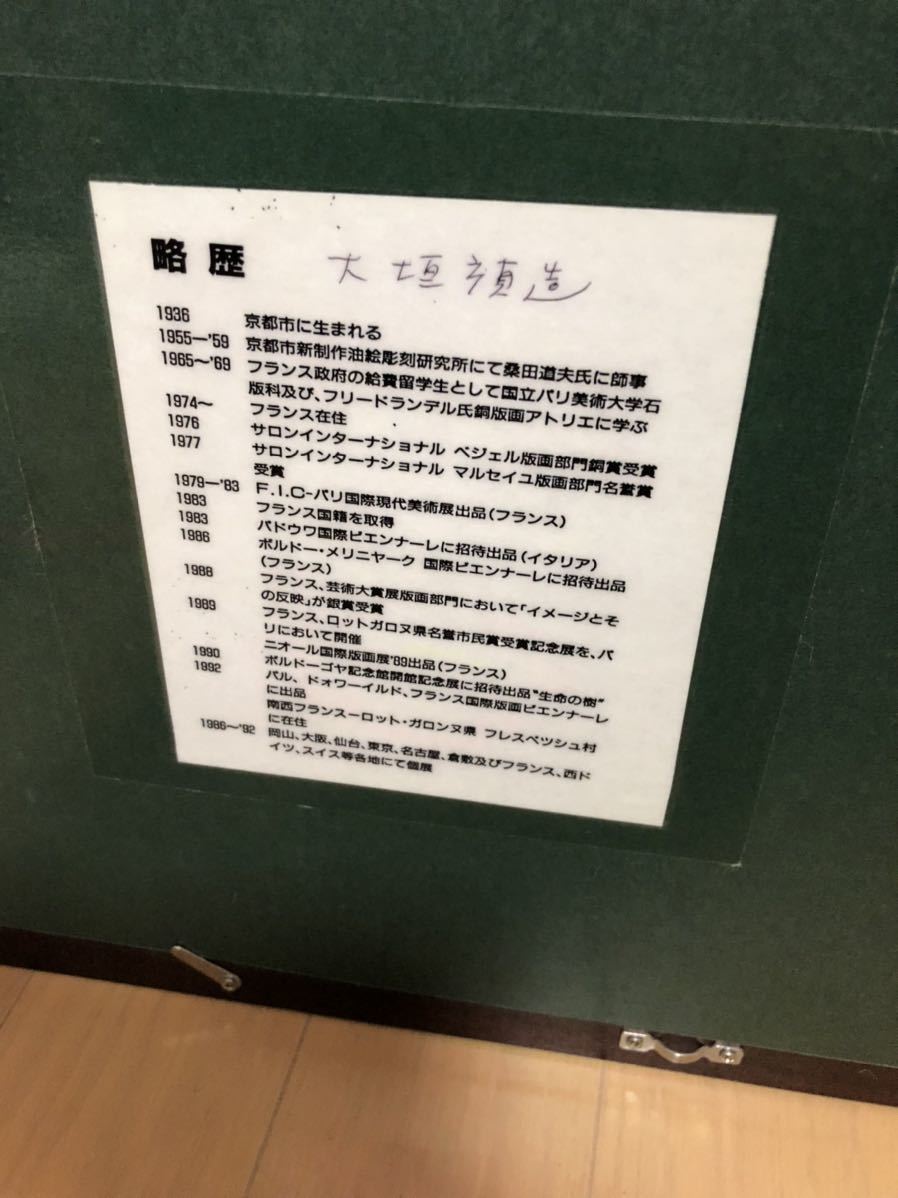 略 歴 大垣禎造
1936 京都市に生まれる
1955―'59 京都市新制作油絵彫刻研究所にて桑田道夫氏に師事
1965〜'69 フランス政府の給費留学生として国立パリ美術大学石
版科及び、フリードランデル氏銅版画アトリエに学ぶ
1974〜 フランス在住
1976 サロンインターナショナル ベジェル版画部門銅賞受賞
1977 サロンインターナショナル マルセイユ版画部門名誉賞
受賞
1979―'83 F.I.C-パリ国際現代美術展出品(フランス)
1983 フランス国籍を取得
1983 パドウワ国際ビエンナーレに招待出品(イタリア)
1986 ボルドー・メリニャーク 国際ビエンナーレに招待出品
(フランス)
1988 フランス、芸術大賞展版画部門において「イメージとそ
の反映」が銀賞受賞
1989 フランス、ロットガロンヌ県名誉市民賞受賞記念展を、パ
リにおいて開催
ニオール国際版画展'89出品(フランス)
1990 ボルドーゴヤ記念館開館記念展に招待出品"生命の樹"
1992 バル、ドォワーイルド、フランス国際版画ビエンナーレ
に出品
南西フランスーロット・ガロンヌ県 フレスペッシュ村
に在住
1986〜'92 岡山、大阪、仙台、東京、名古屋、倉敷及びフランス、西ド
イツ、スイス等各地にて個展